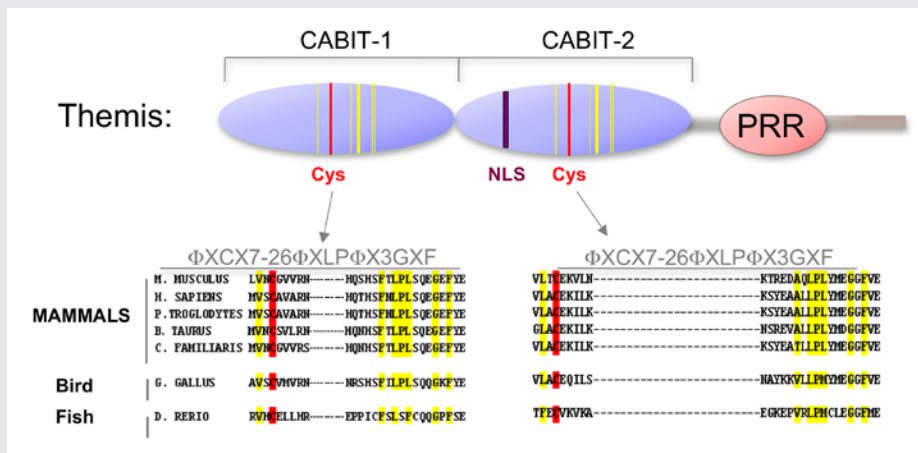 CABIT-1 CABIT-2
Themis: PRR
Cys NLS Cys
ΦXCX7-26ΦXLPΦX3GXF ΦXCX7-26ΦXLPΦX3GXF
MAMMALS
M. MUSCULUS LVNCGVVRN-------HQSHSFTLPLSQEGEFYE VLTCEKVLN------------------------KTREDAQLPLYMEGGFVE
H. SAPIENS MVSCAVARN-------HQTHSFNLPLSQEGEFYE VLACEKILK------------------------KSYEAALLPLYMEGGFVE
P.TROGLODYTES MVSCAVARN-------HQTHSFNLPLSQEGEFYE VLACEKILK------------------------KSYEAALLPLYMEGGFVE
B. TAURUS MVNCSVLRN-------HQNHSFTLPLSQEGEFYE GLACEKILK------------------------NSREVALLPLYMDGGFVE
C. FAMILIARIS MVNCGVVRS-------HQNHSFTLPLSQEGEFYE VLACEKILK------------------------KSYEATLLPLYMEGGFVE
Bird G. GALLUS AVSCVMVRN-------NRSHSFILPLSQQGKFYE VLACEQILS------------------------NAYKKVLLPMYMEGGFVE
Fish D. RERIO RVMCELLHR-------EPPICFSLSFCQQGPFSE TFECVKVKA------------------------EGKEPVRLPMCLEGGFME